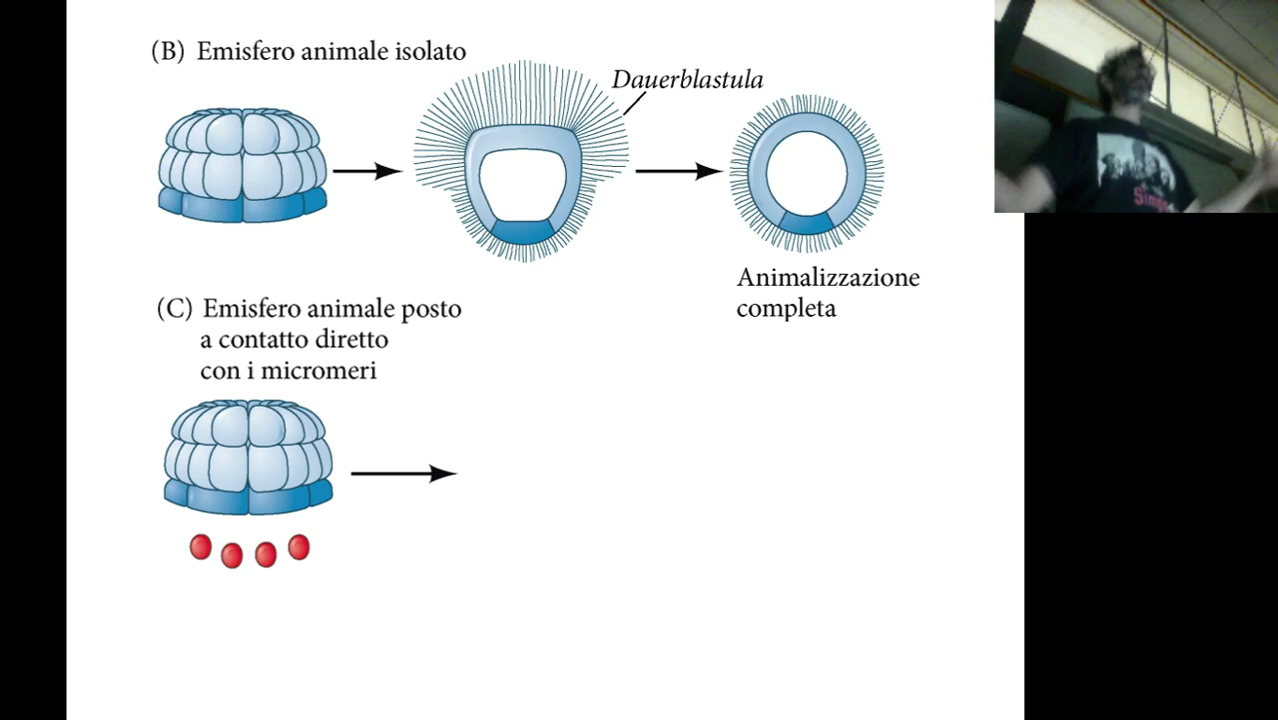 (B) Emisfero animale isolato
Dauerblastula
Animalizzazione
completa
(C) Emisfero animale posto
a contatto diretto
con i micromeri